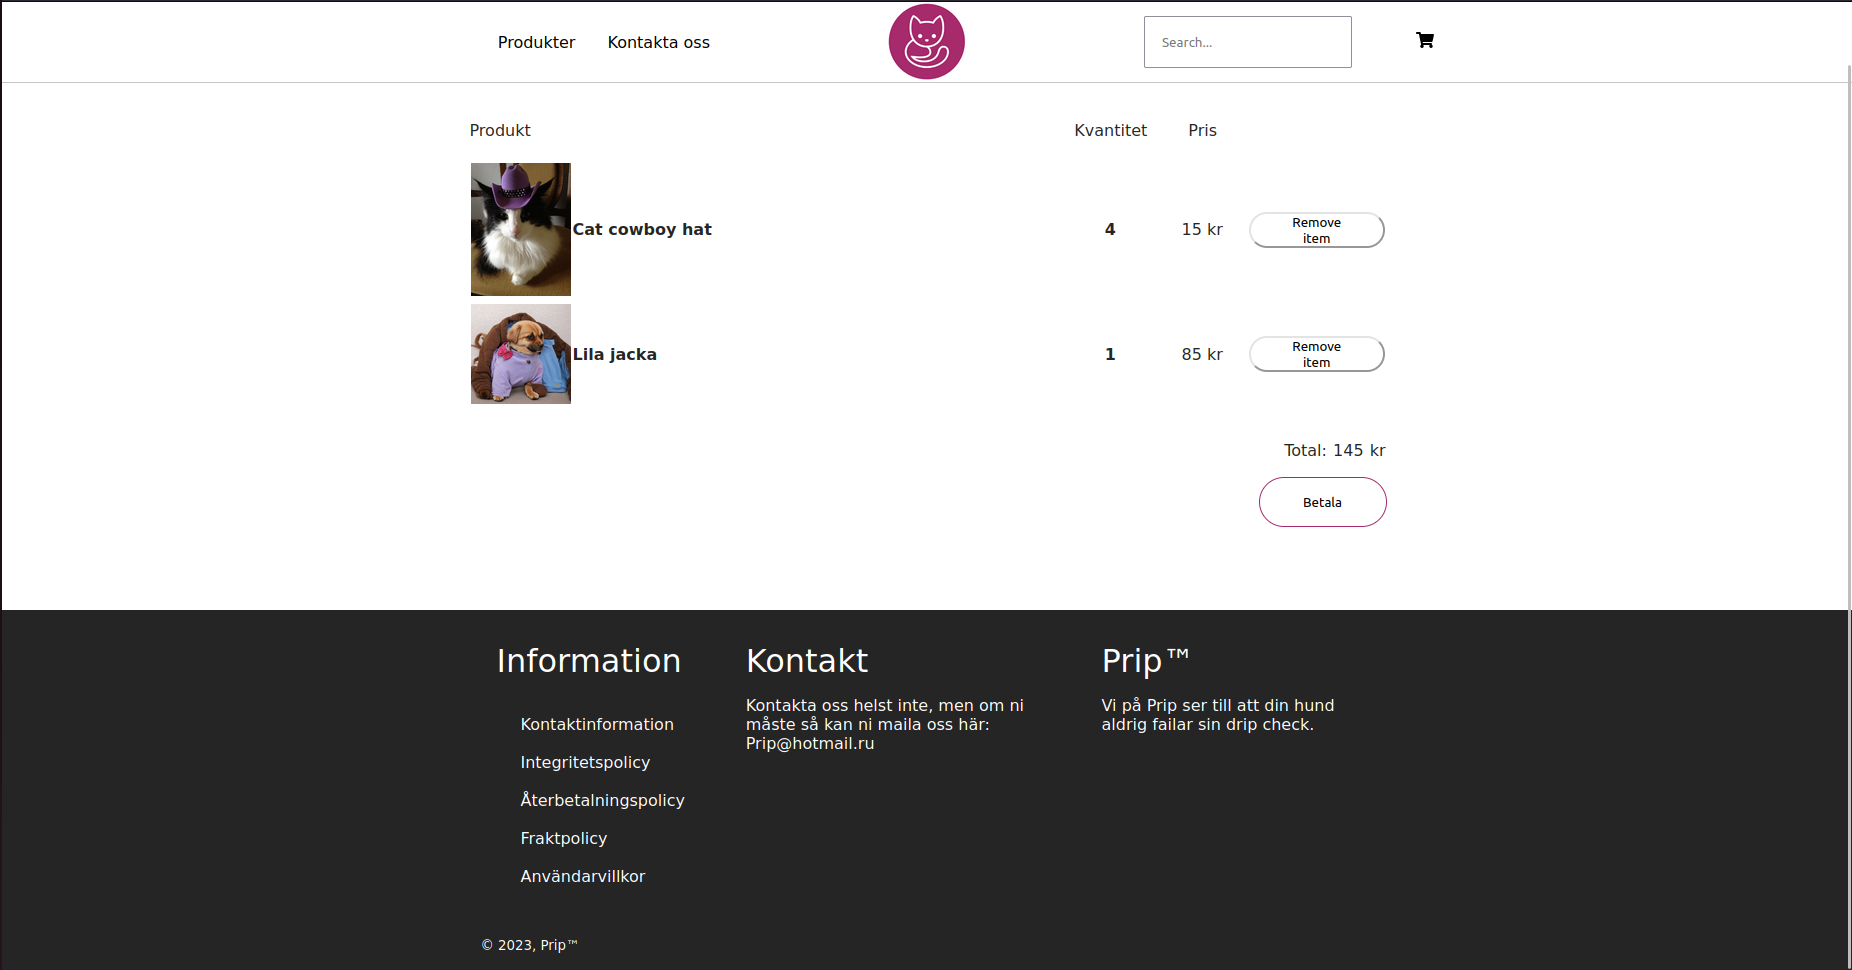 Produkter Kontakta oss Search...
Produkt Kvantitet Pris
Cat cowboy hat 4 15 kr Remove
item
Lila jacka 1 85 kr Remove
item
Total: 145 kr
Betala
Information
Kontaktinformation
Integritetspolicy
Återbetalningspolicy
Fraktpolicy
Användarvillkor
Kontakt
Kontakta oss helst inte, men om ni
måste så kan ni maila oss här:
Prip@hotmail.ru
Prip™
Vi på Prip ser till att din hund
aldrig failar sin drip check.
© 2023, Prip™